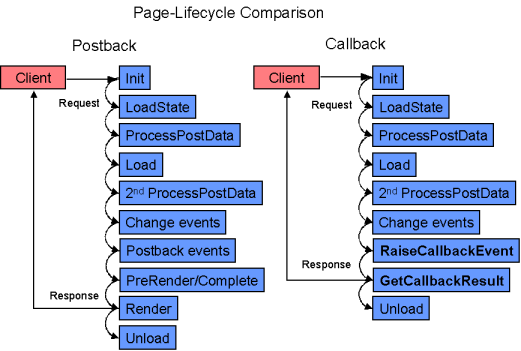 Page-Lifecycle Comparison
Postback
Client
Request
Init
LoadState
ProcessPostData
Load
2nd ProcessPostData
Change events
Postback events
PreRender/Complete
Response
Render
Unload
Callback
Client
Request
Init
LoadState
ProcessPostData
Load
2nd ProcessPostData
Change events
RaiseCallbackEvent
Response
GetCallbackResult
Unload